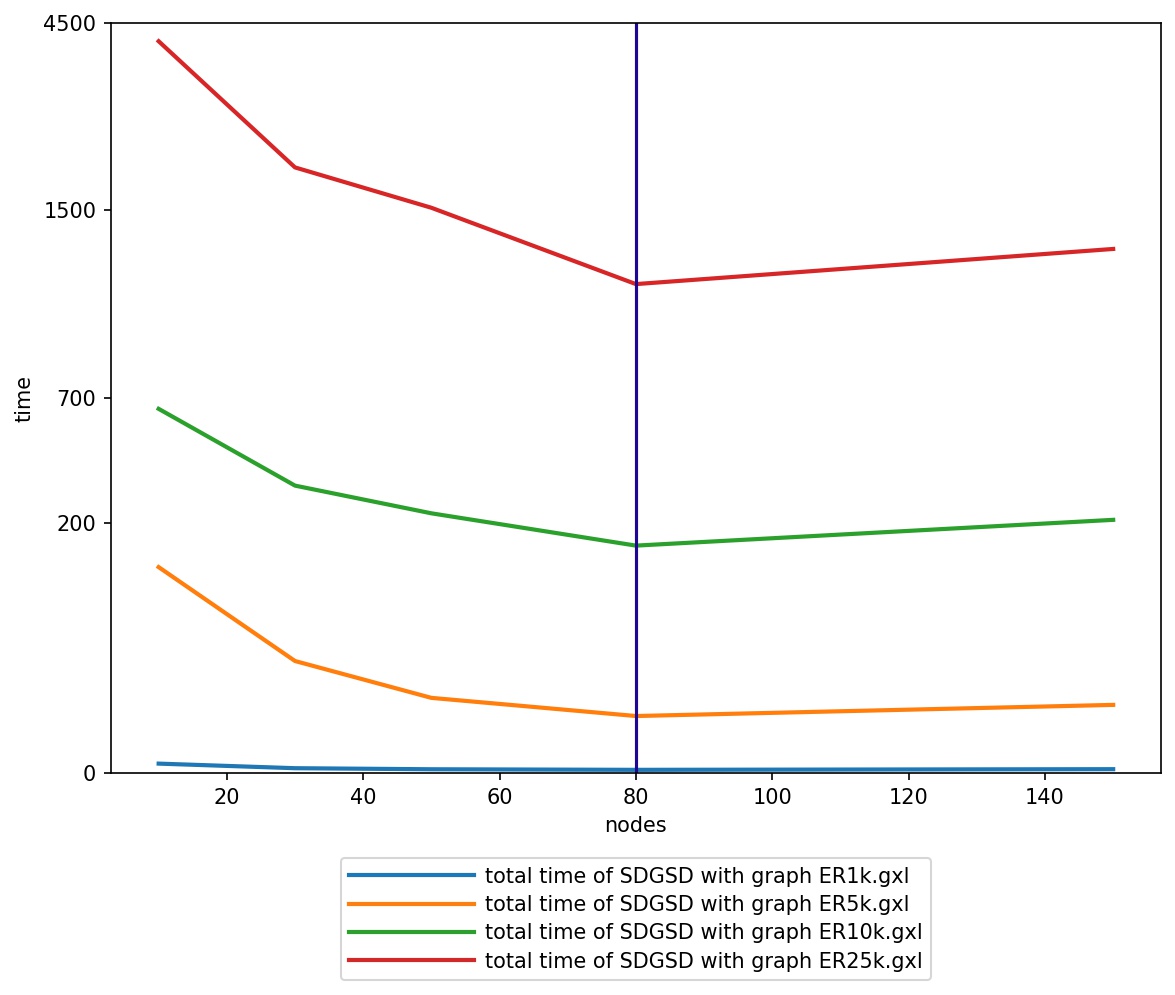 4500
1500
700
200
0
time
20 40 60 80 100 120 140
nodes
total time of SDGSD with graph ER1k.gxl
total time of SDGSD with graph ER5k.gxl
total time of SDGSD with graph ER10k.gxl
total time of SDGSD with graph ER25k.gxl